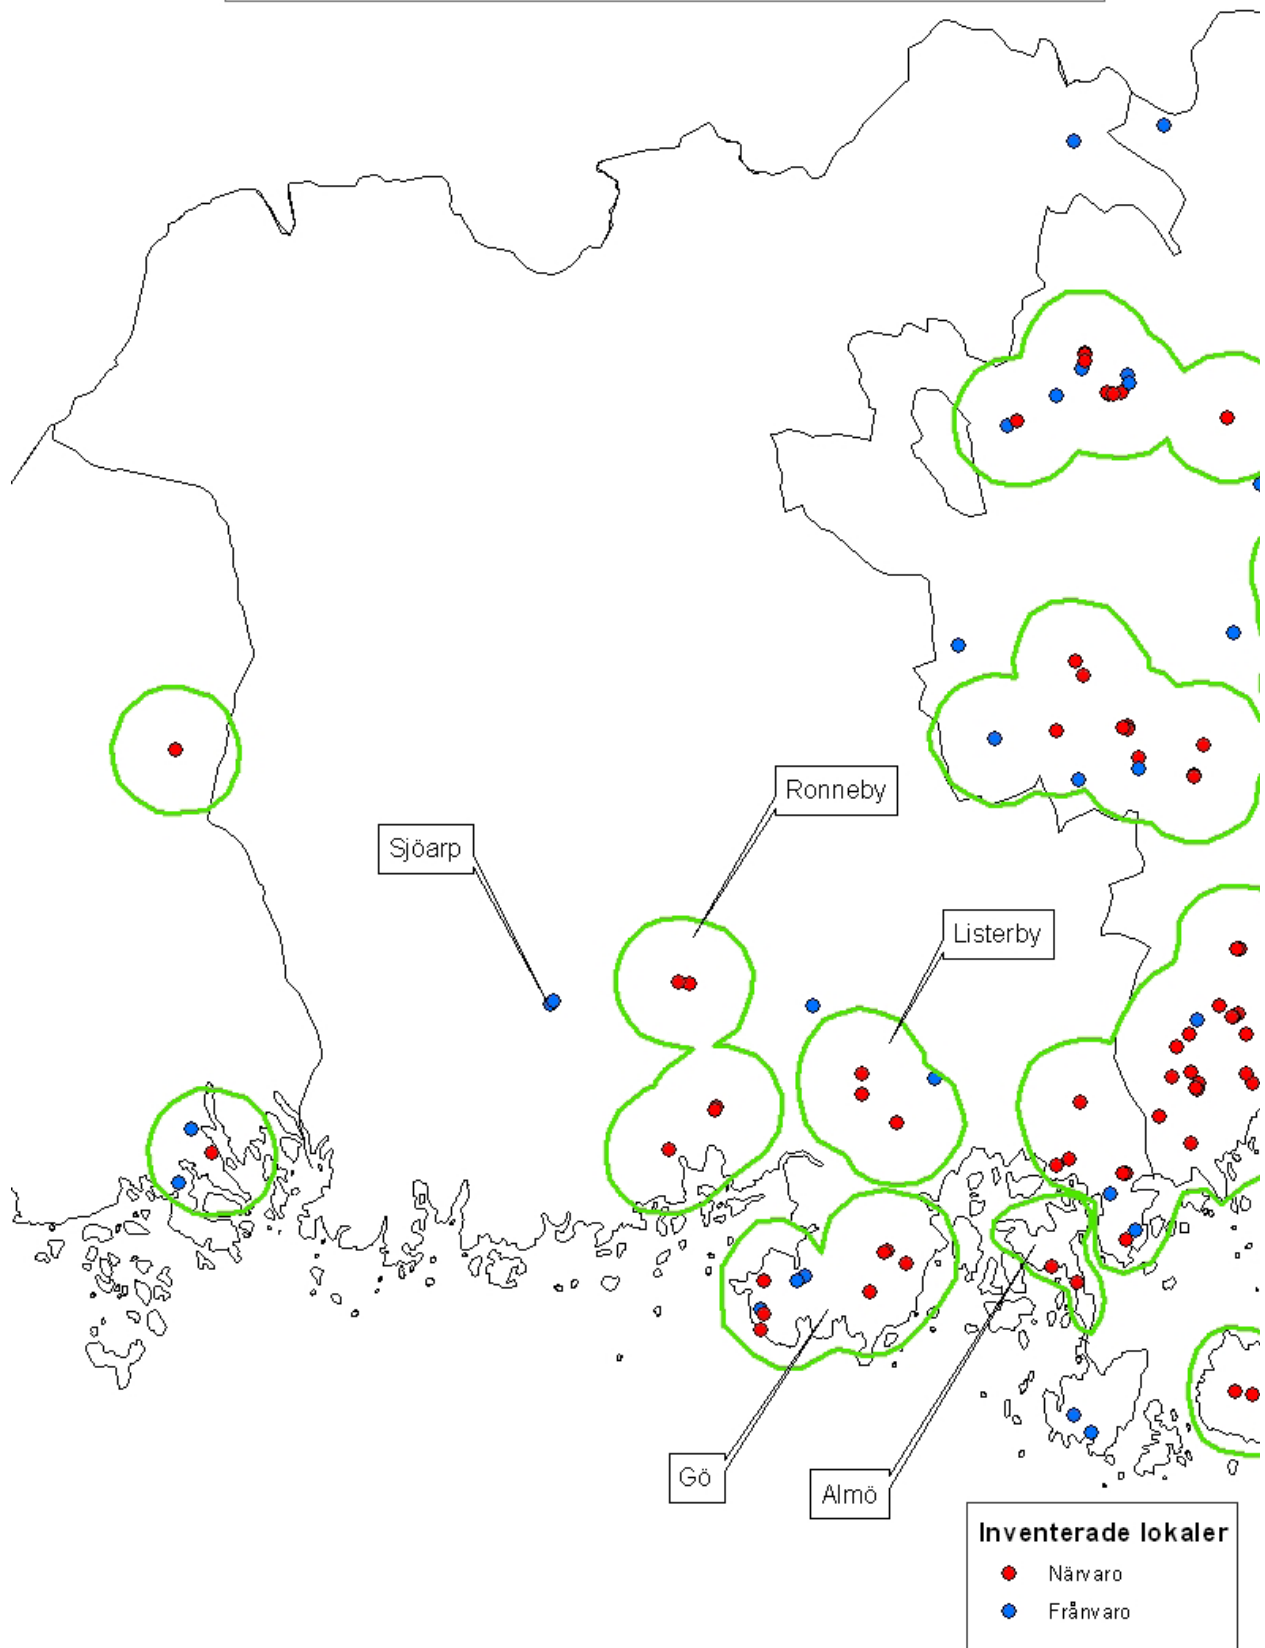 Ronneby
Sjöarp
Listerby
Gö
Almö
Inventerade lokaler
Närvaro
Frånvaro